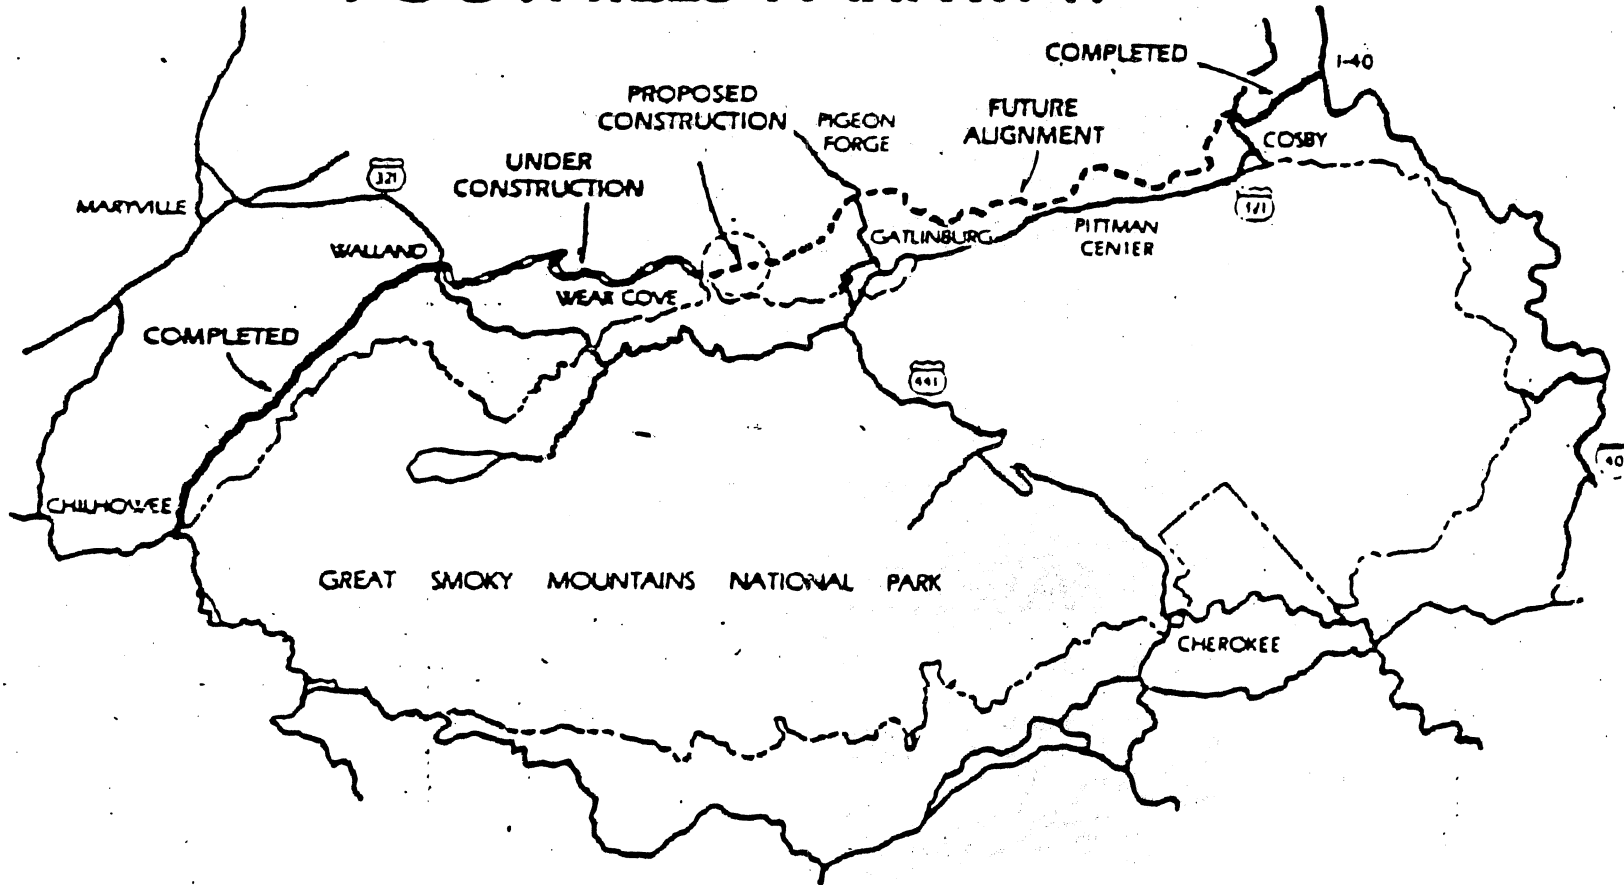 COMPLETED
I-40
PROPOSED
CONSTRUCTION
PIGEON
FORGE
FUTURE
ALIGNMENT
COSBY
UNDER
CONSTRUCTION
321
MARYVILLE
WALLAND
GATLINBURG
PITTMAN
CENTER
WEAR COVE
COMPLETED
441
40
CHILHOWEE
GREAT SMOKY MOUNTAINS NATIONAL PARK
CHEROKEE